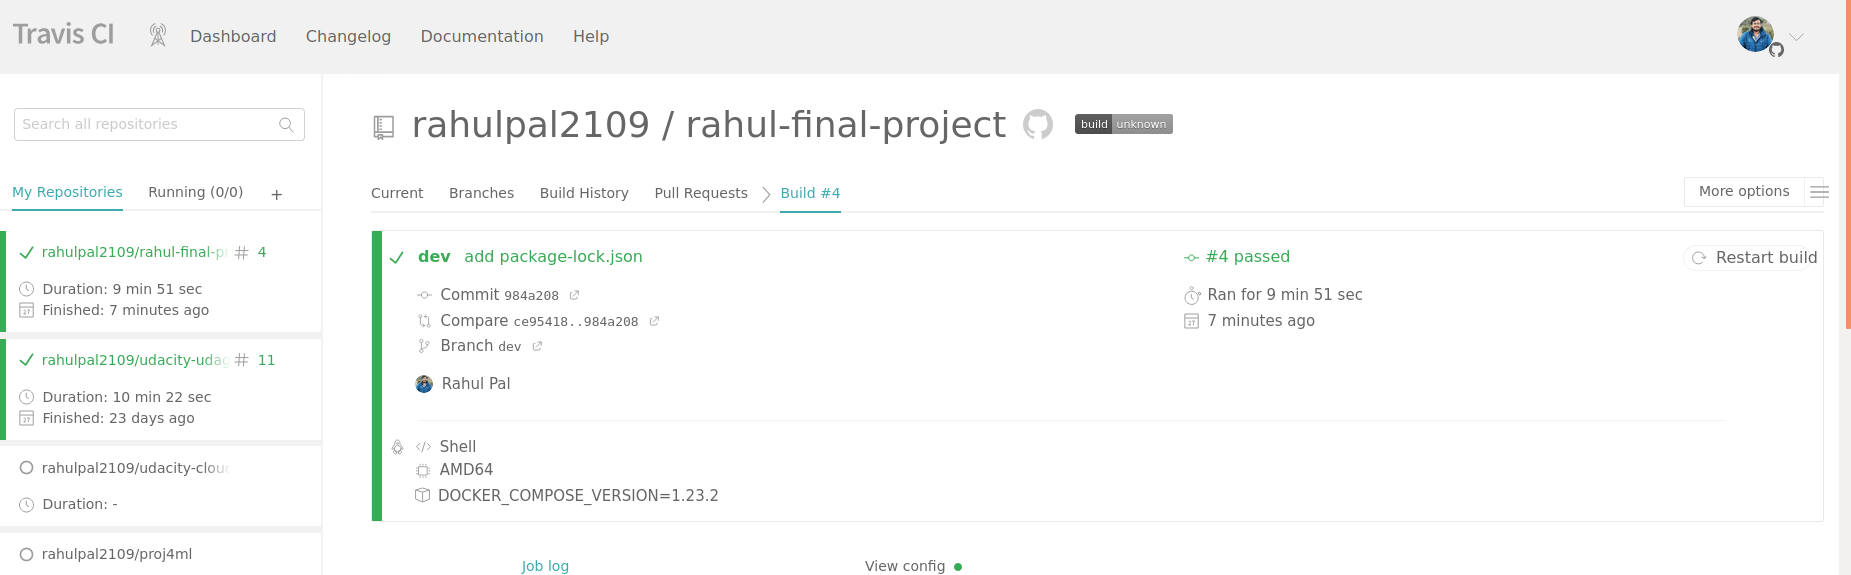 Travis CI
Dashboard Changelog Documentation Help
Search all repositories
My Repositories Running (0/0) +
rahulpal2109/rahul-final-pr # 4
Duration: 9 min 51 sec
Finished: 7 minutes ago
rahulpal2109/udacity-udag # 11
Duration: 10 min 22 sec
Finished: 23 days ago
rahulpal2109/udacity-clou
Duration: -
rahulpal2109/proj4ml
rahulpal2109 / rahul-final-project build unknown
Current Branches Build History Pull Requests Build #4
More options
dev add package-lock.json
Commit 984a208
Compare ce95418..984a208
Branch dev
Rahul Pal
#4 passed
Ran for 9 min 51 sec
7 minutes ago
Restart build
Shell
AMD64
DOCKER_COMPOSE_VERSION=1.23.2
Job log View config